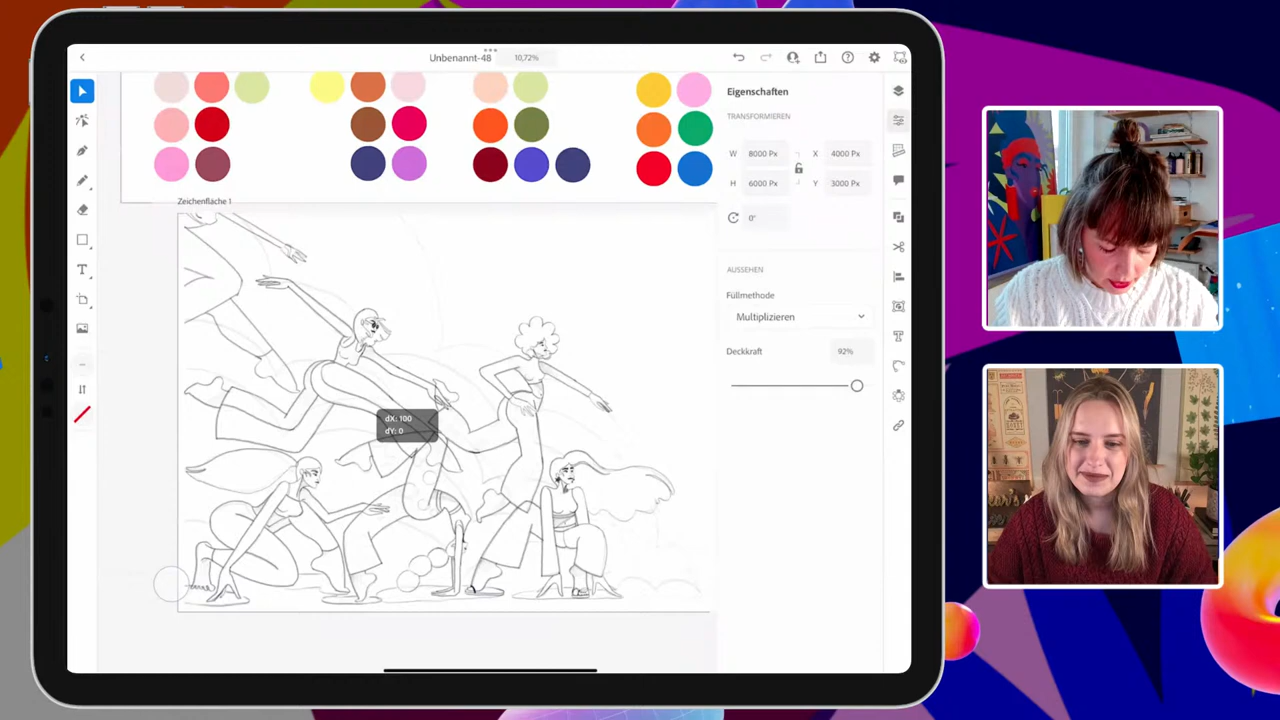 Unbenannt-48
10,72%
Eigenschaften
TRANSFORMIEREN
W 8000 Px X 4000 Px
H 6000 Px Y 3000 Px
0°
Zeichenfläche 1
AUSSEHEN
Füllmethode
Multiplizieren
Deckkraft 92%
dX: 100
dY: 0